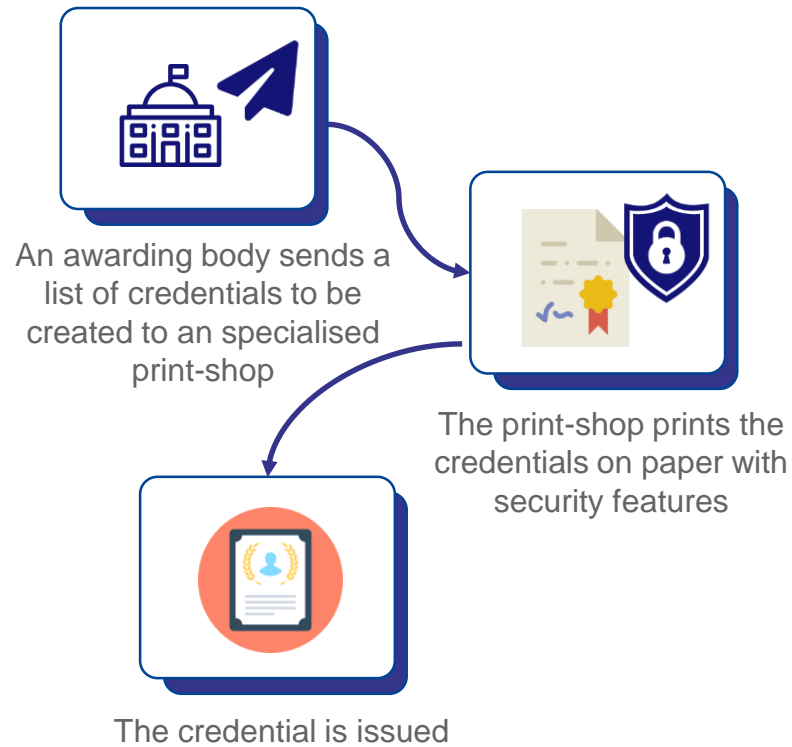 An awarding body sends a
list of credentials to be
created to an specialised
print-shop
The print-shop prints the
credentials on paper with
security features
The credential is issued